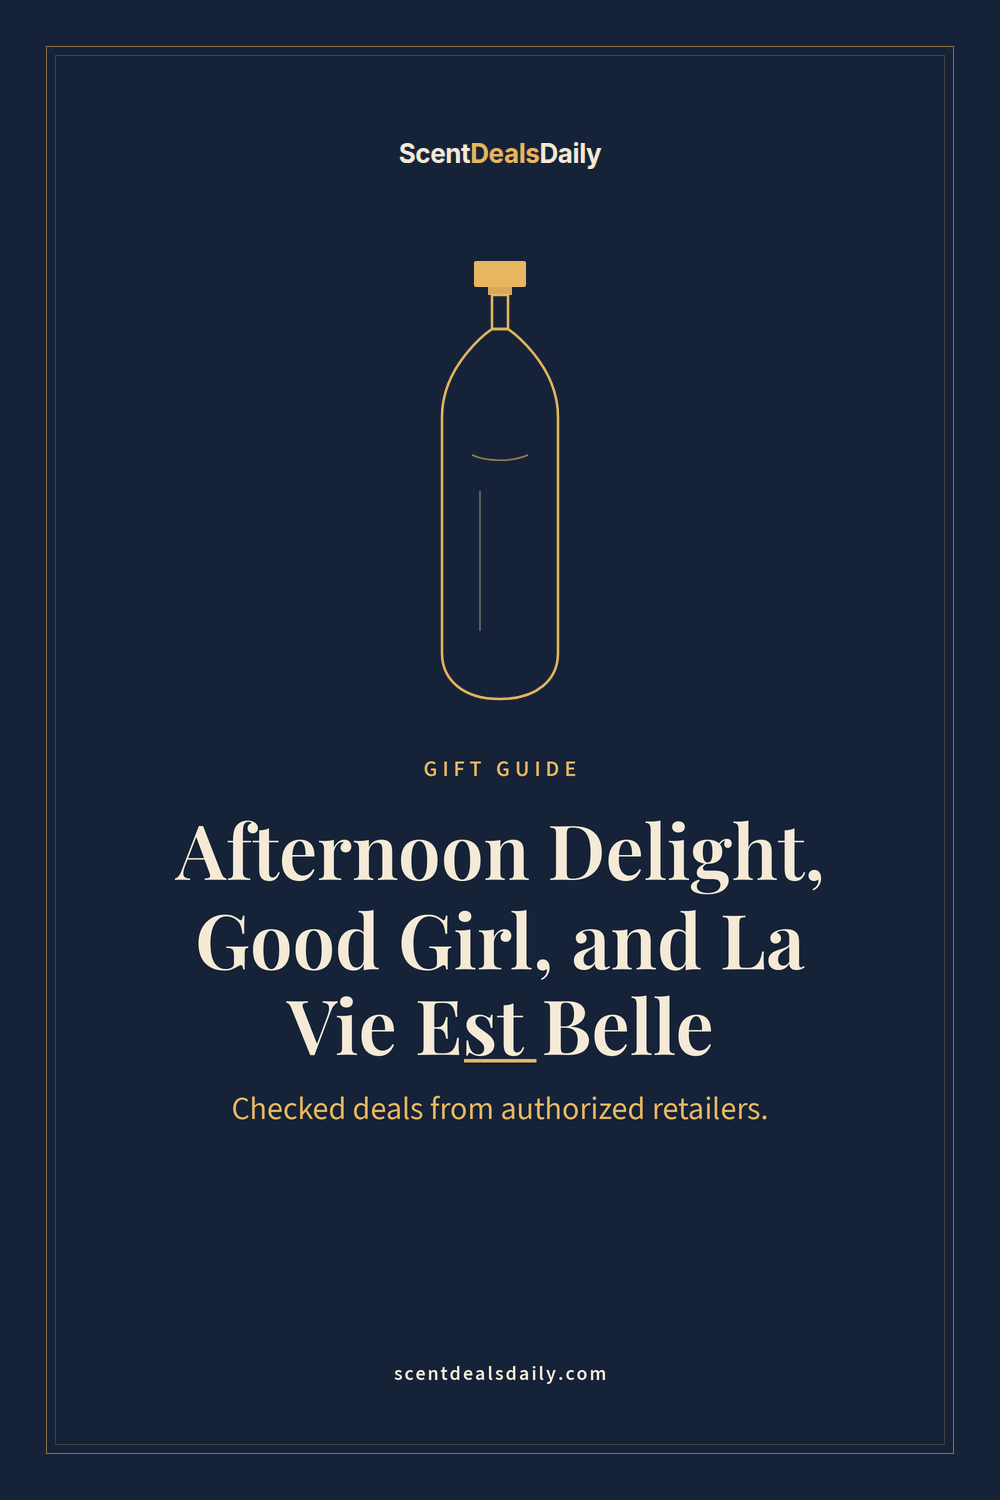 ScentDealsDaily
GIFT GUIDE
Afternoon Delight,
Good Girl, and La
Vie Est Belle
Checked deals from authorized retailers.
scentdealsdaily.com